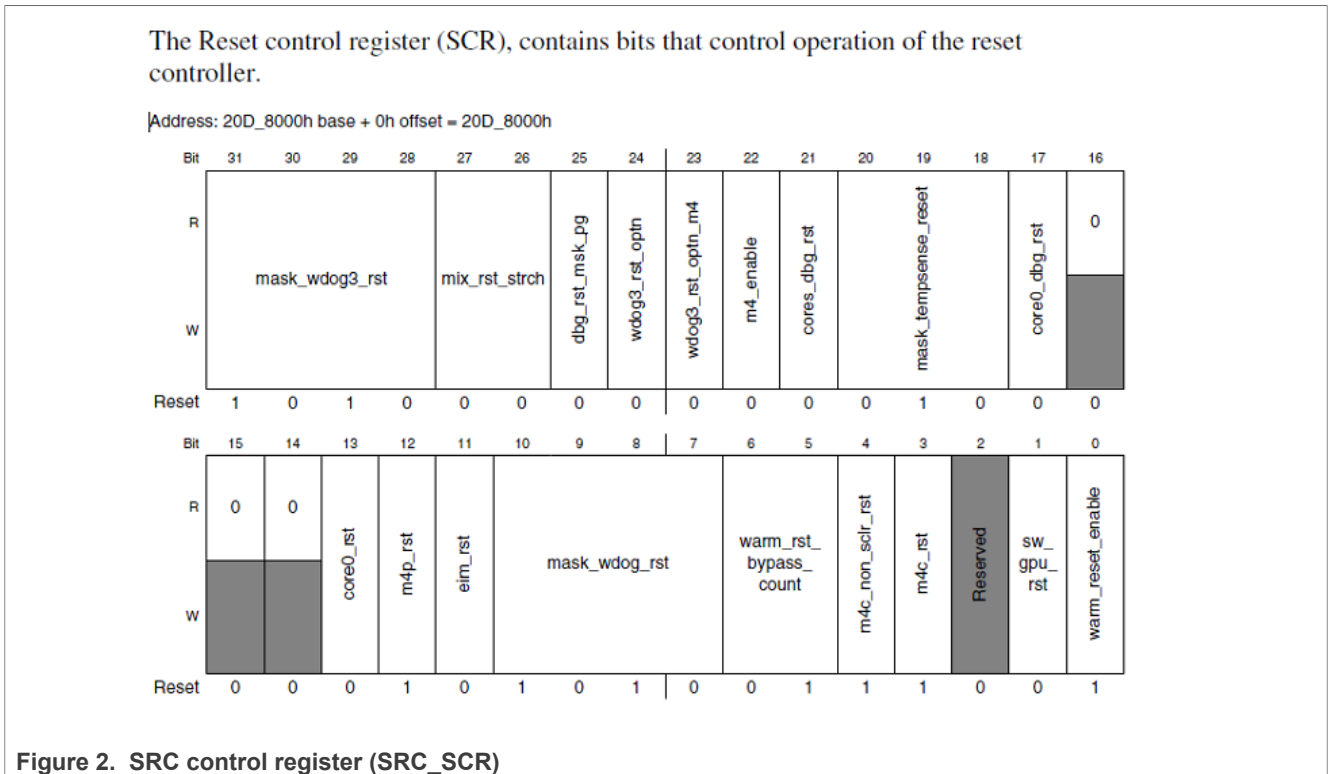 The Reset control register (SCR), contains bits that control operation of the reset
controller.
Address: 20D_8000h base + 0h offset = 20D_8000h
Bit 31 30 29 28 27 26 25 24 23 22 21 20 19 18 17 16
R
W
mask_wdog3_rst
mix_rst_strch
dbg_rst_msk_pg
wdog3_rst_optn
wdog3_rst_optn_m4
m4_enable
cores_dbg_rst
mask_tempsense_reset
core0_dbg_rst
0
Reset 1 0 1 0 0 0 0 0 0 0 0 0 1 0 0 0
Bit 15 14 13 12 11 10 9 8 7 6 5 4 3 2 1 0
R
W
0
0
core0_rst
m4p_rst
eim_rst
mask_wdog_rst
warm_rst_
bypass_
count
m4c_non_sclr_rst
m4c_rst
Reserved
sw_
gpu_
rst
warm_reset_enable
Reset 0 0 0 1 0 1 0 1 0 0 1 1 1 0 0 1
Figure 2. SRC control register (SRC_SCR)